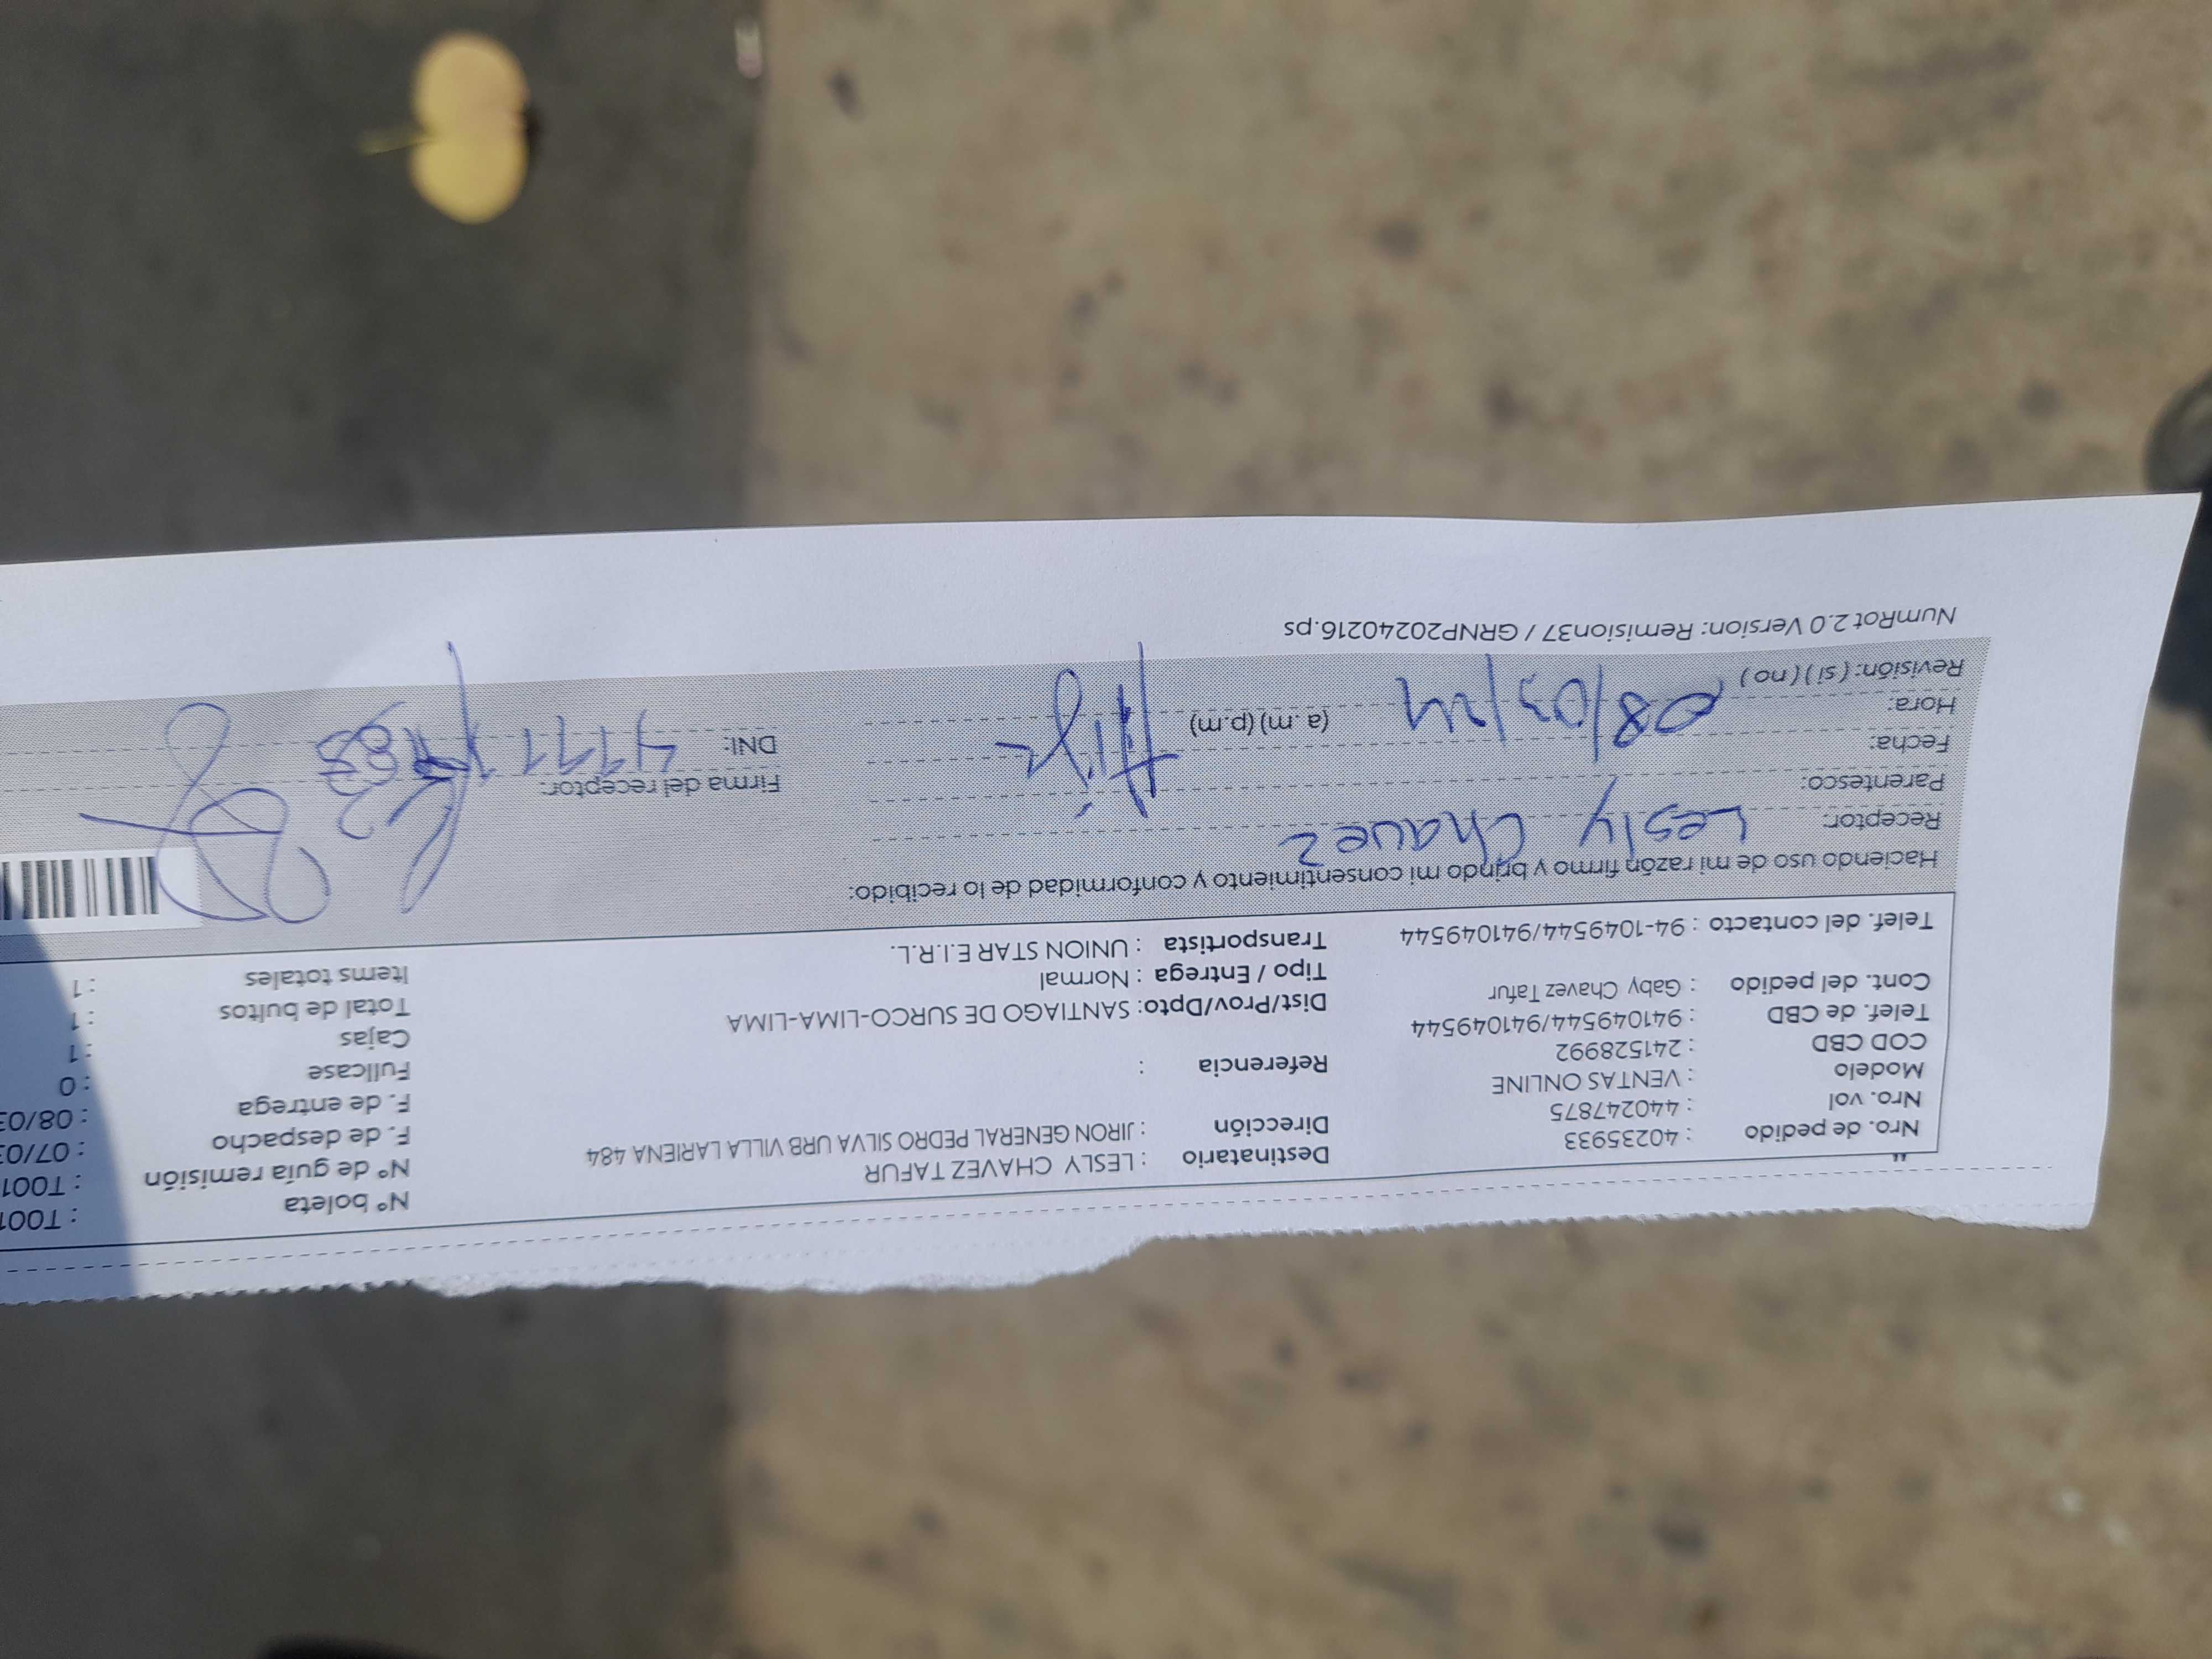 Nº boleta : T001
Nº de guía remisión : T001
F. de despacho : 07/03
F. de entrega : 08/03
Fullcase : 0
Cajas : 1
Total de bultos : 1
Items totales : 1
Destinatario : LESLY CHAVEZ TAFUR
Dirección : JIRON GENERAL PEDRO SILVA URB VILLA LARIENA 484
Referencia :
Dist/Prov/Dpto: SANTIAGO DE SURCO-LIMA-LIMA
Tipo / Entrega : Normal
Transportista : UNION STAR E.I.R.L.
Nro. de pedido : 40235933
Nro. vol : 440247875
Modelo : VENTAS ONLINE
COD CBD : 241528992
Telef. de CBD : 941049544/941049544
Cont. del pedido : Gaby Chavez Tafur
Telef. del contacto : 94-1049544/941049544
Haciendo uso de mi razón firmo y brindo mi consentimiento y conformidad de lo recibido:
Receptor: Lesly Chavez
Parentesco:
Fecha:
Hora: 08/03/24 (a.m) (p.m)
Revisión: ( si ) ( no )
Firma del receptor:
DNI:
NumRot 2.0 Version: Remision37 / GRNP20240216.ps